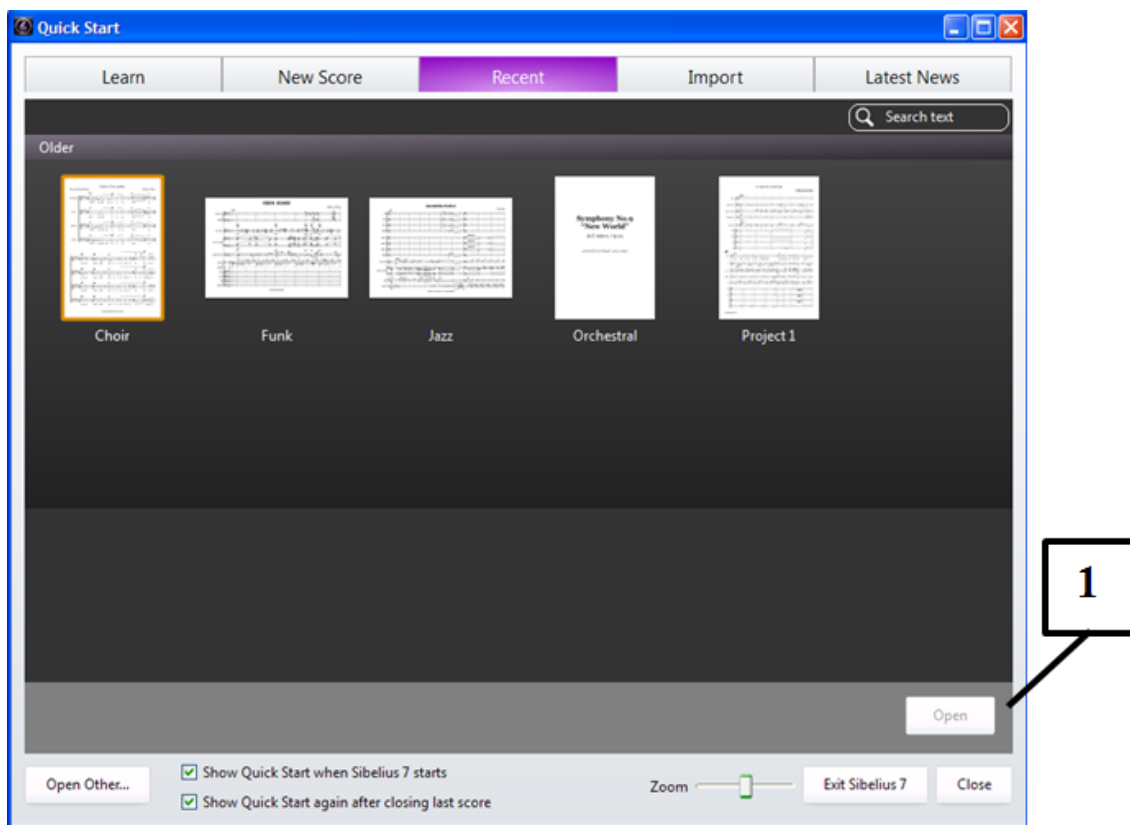 Quick Start
Learn New Score Recent Import Latest News
Search text
Older
Symphony No.9
"New World"
Choir Funk Jazz Orchestral Project 1
1
Open
Open Other...
Show Quick Start when Sibelius 7 starts
Show Quick Start again after closing last score
Zoom
Exit Sibelius 7
Close